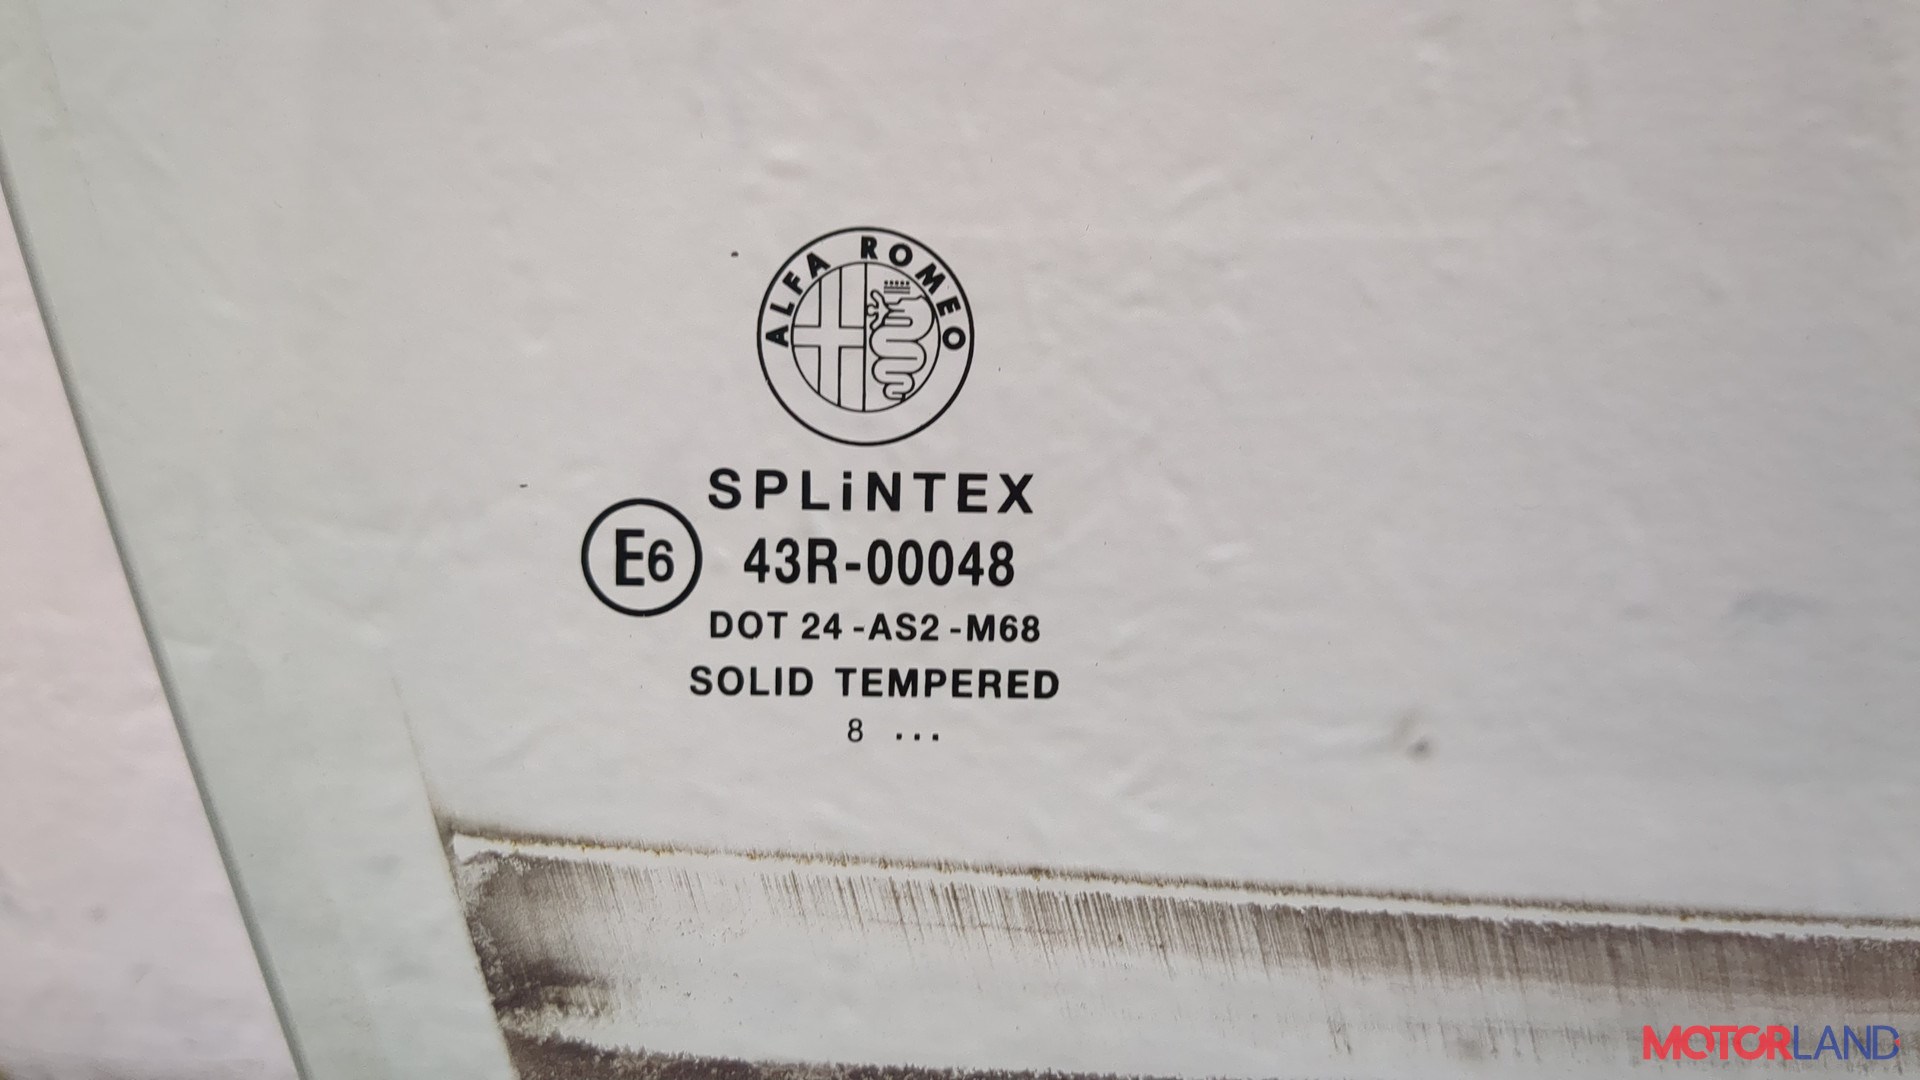 ALFA ROMEO
SPLiNTEX
E6 43R-00048
DOT 24-AS2-M68
SOLID TEMPERED
8 ...
MOTORLAND